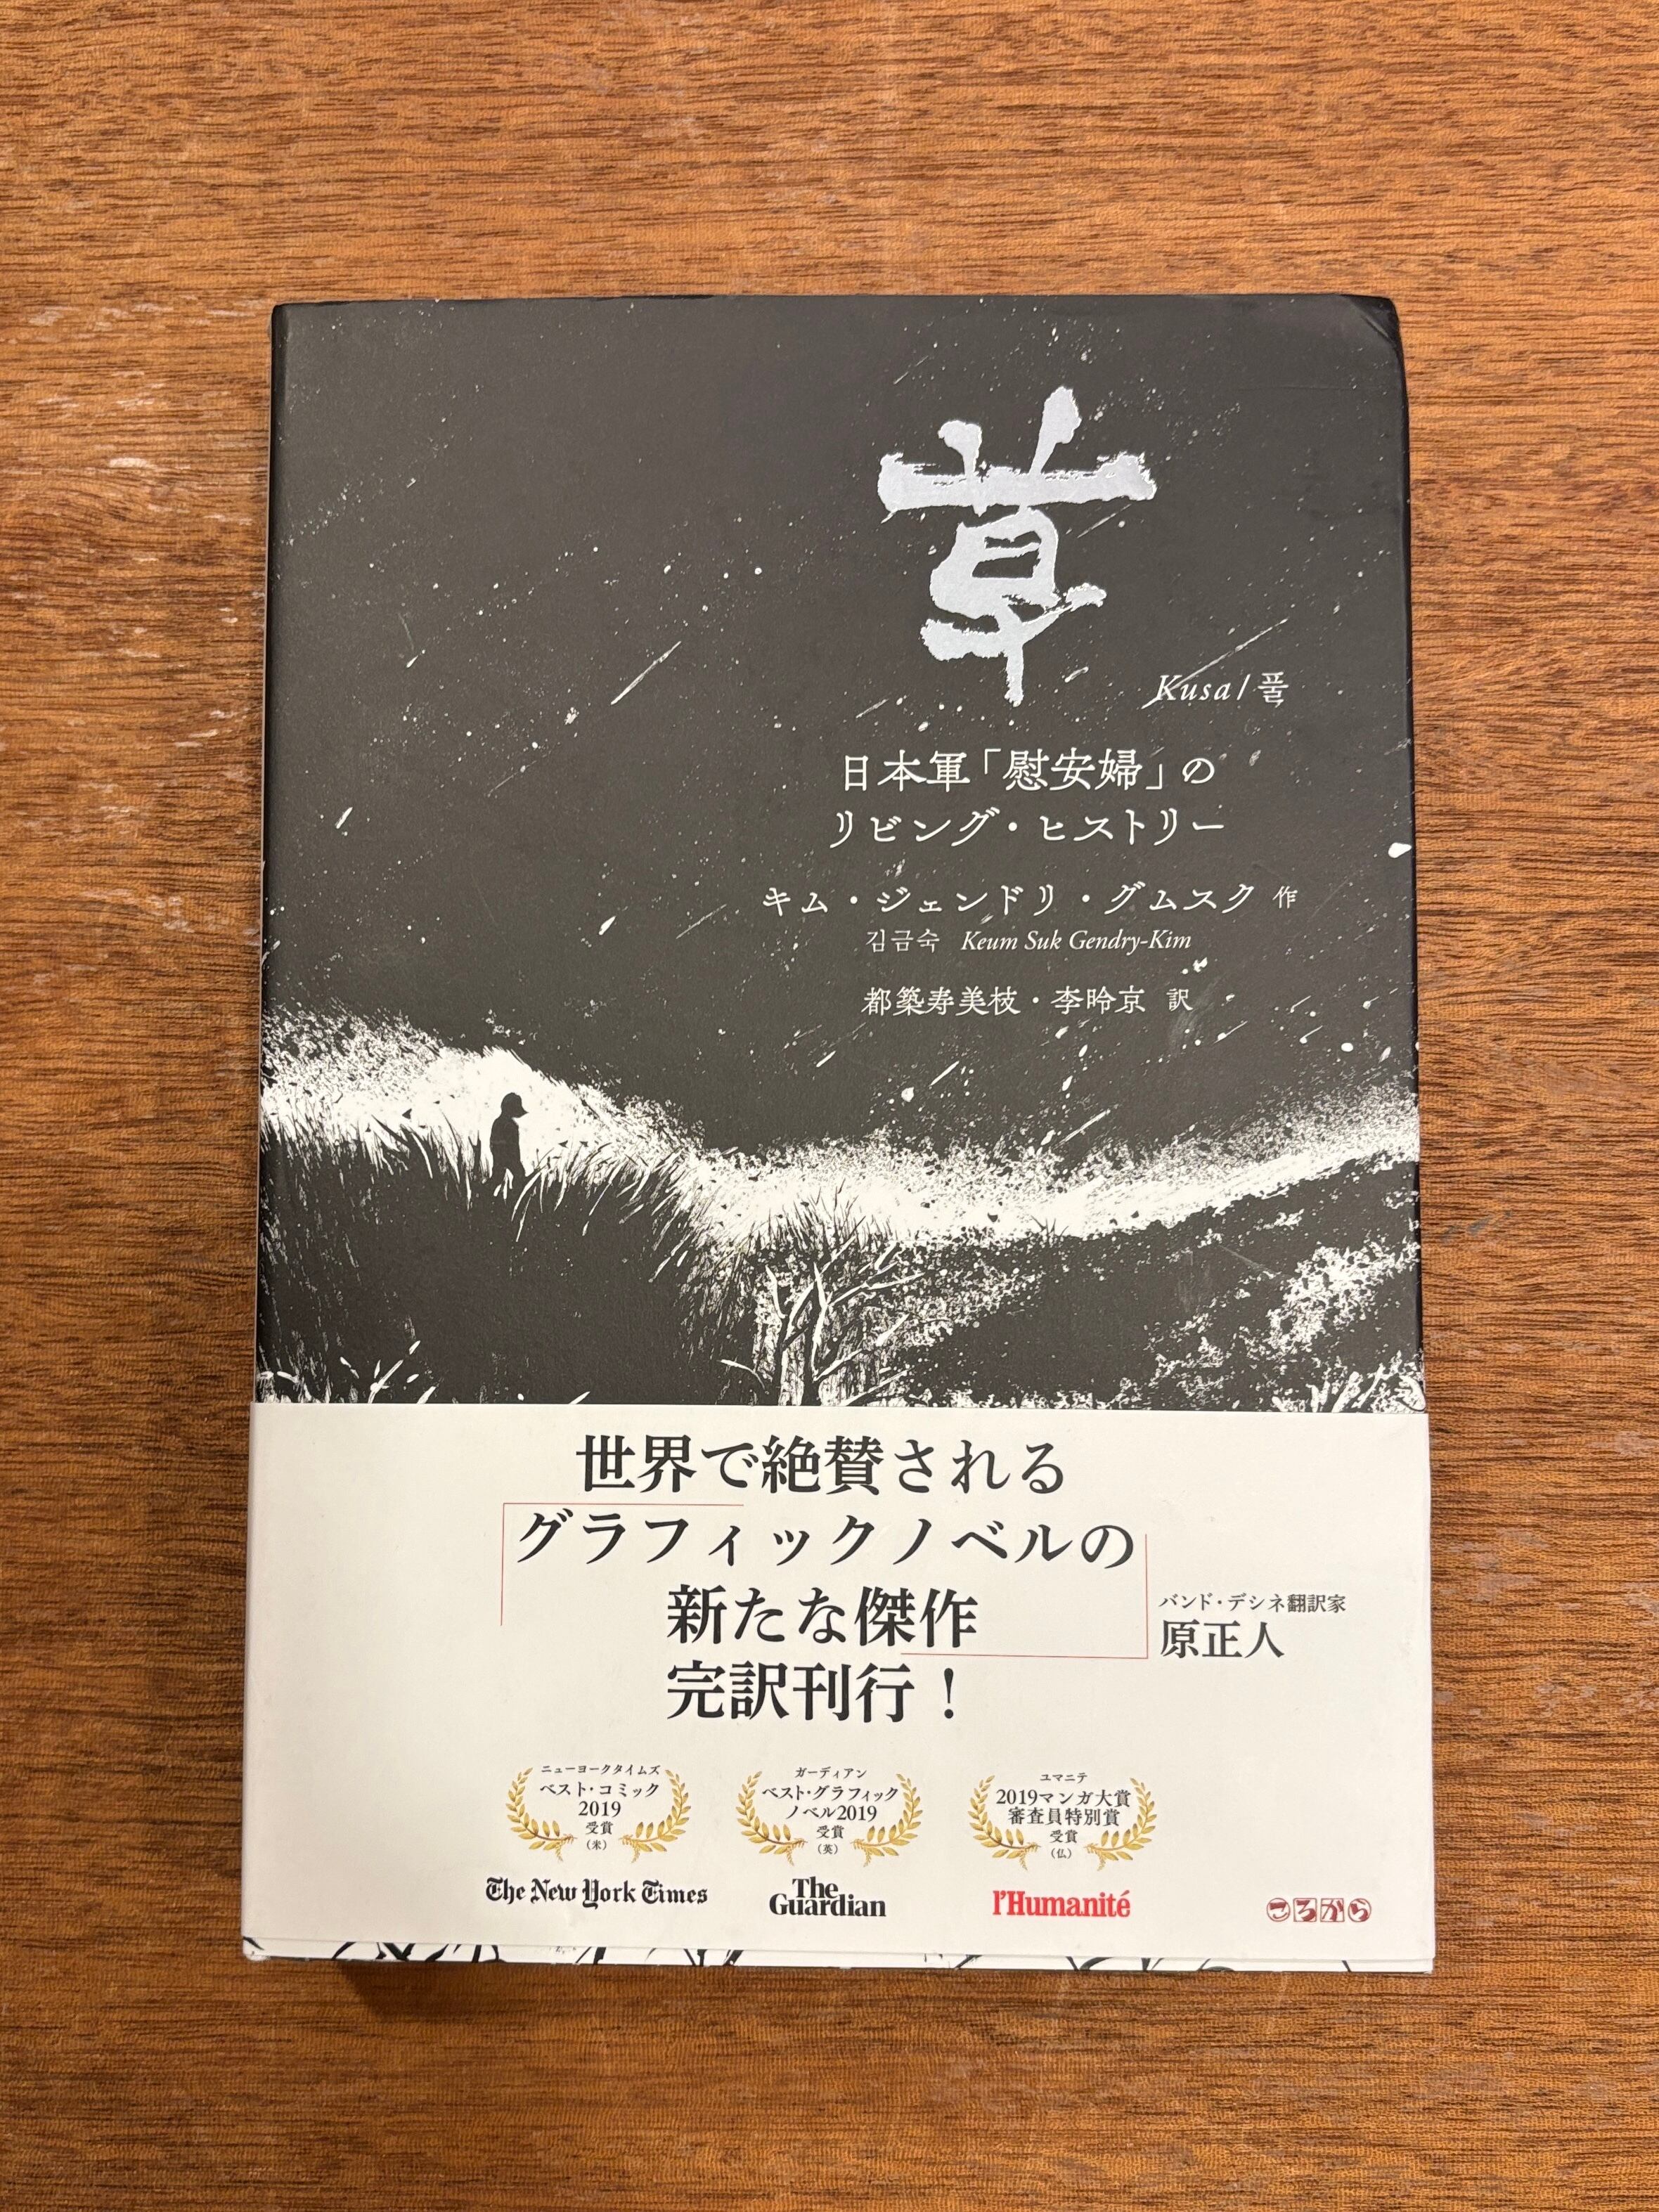 草
Kusa / 풀
日本軍「慰安婦」の
リビング・ヒストリー
キム・ジェンドリ・グムスク 作
김금숙 Keum Suk Gendry-Kim
都築寿美枝・李昤京 訳
世界で絶賛される
グラフィックノベルの
新たな傑作
完訳刊行！
バンド・デシネ翻訳家
原正人
ニューヨークタイムズ
ベスト・コミック
2019
受賞
（米）
The New York Times
ガーディアン
ベスト・グラフィック
ノベル2019
受賞
（英）
The
Guardian
ユマニテ
2019マンガ大賞
審査員特別賞
受賞
（仏）
l'Humanité
ころから